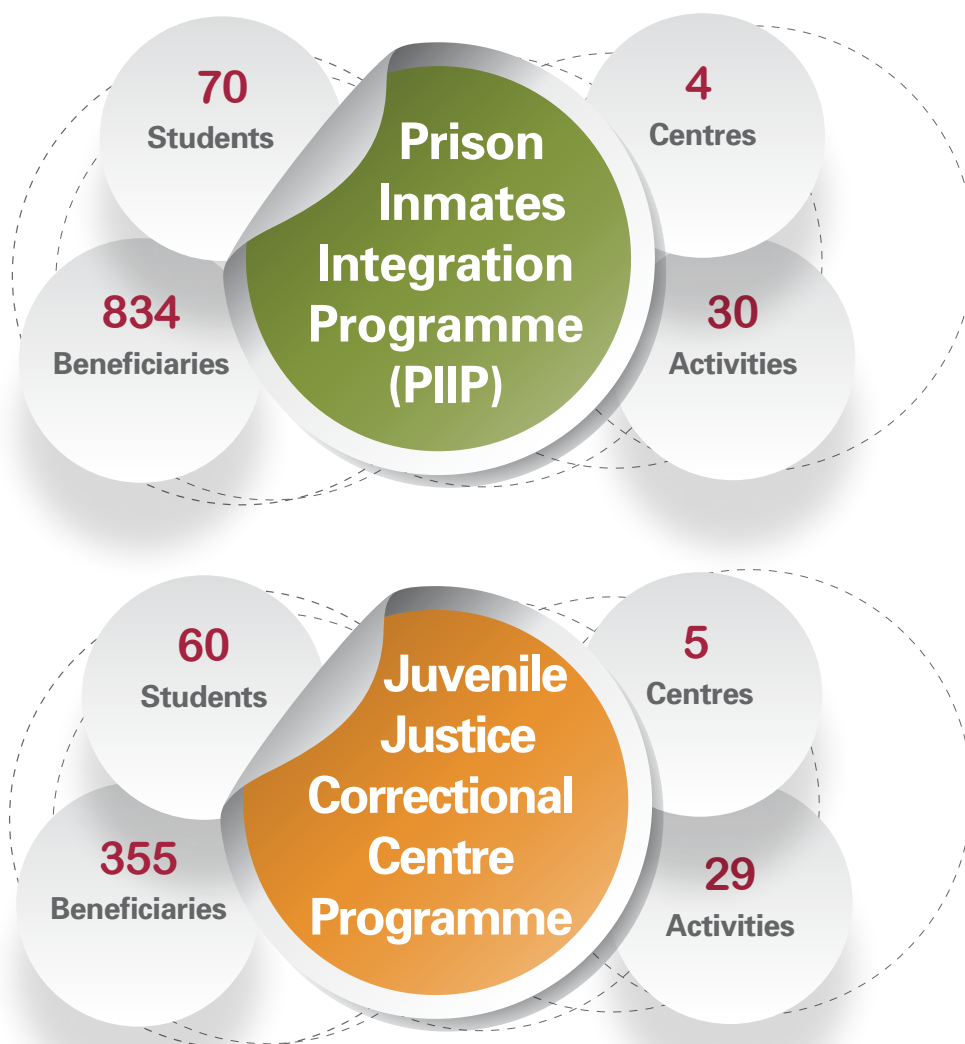 70
Students
834
Beneficiaries
Prison
Inmates
Integration
Programme
(PIIP)
4
Centres
30
Activities
60
Students
355
Beneficiaries
Juvenile
Justice
Correctional
Centre
Programme
5
Centres
29
Activities